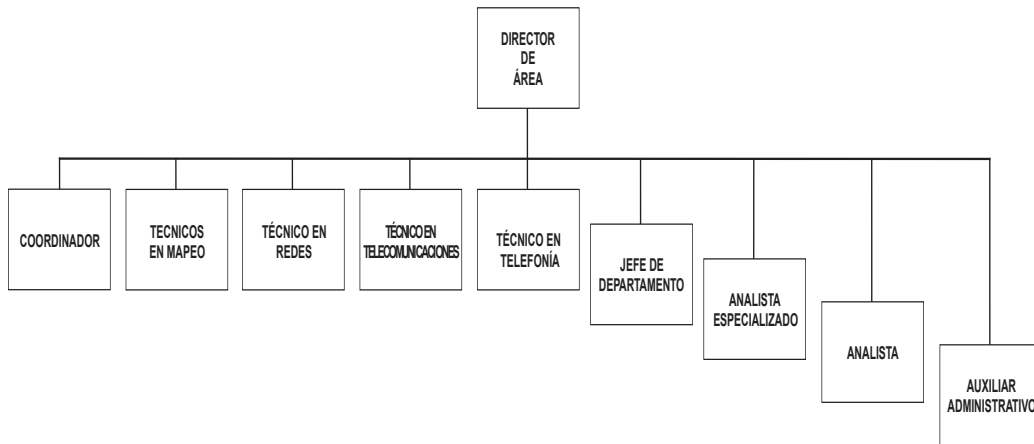 DIRECTOR
DE
ÁREA
COORDINADOR
TECNICOS
EN MAPEO
TÉCNICO EN
REDES
TÉCNICO EN
TELECOMUNICACIONES
TÉCNICO EN
TELEFONÍA
JEFE DE
DEPARTAMENTO
ANALISTA
ESPECIALIZADO
ANALISTA
AUXILIAR
ADMINISTRATIVO